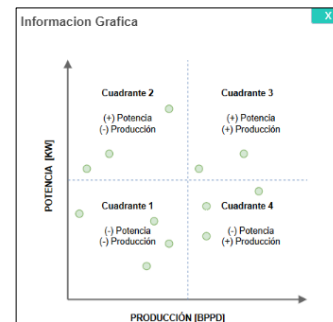 Informacion Grafica
X
Cuadrante 2
(+) Potencia
(-) Producción
Cuadrante 3
(+) Potencia
(+) Producción
Cuadrante 1
(-) Potencia
(-) Producción
Cuadrante 4
(-) Potencia
(+) Producción
POTENCIA [KW]
PRODUCCIÓN [BPPD]